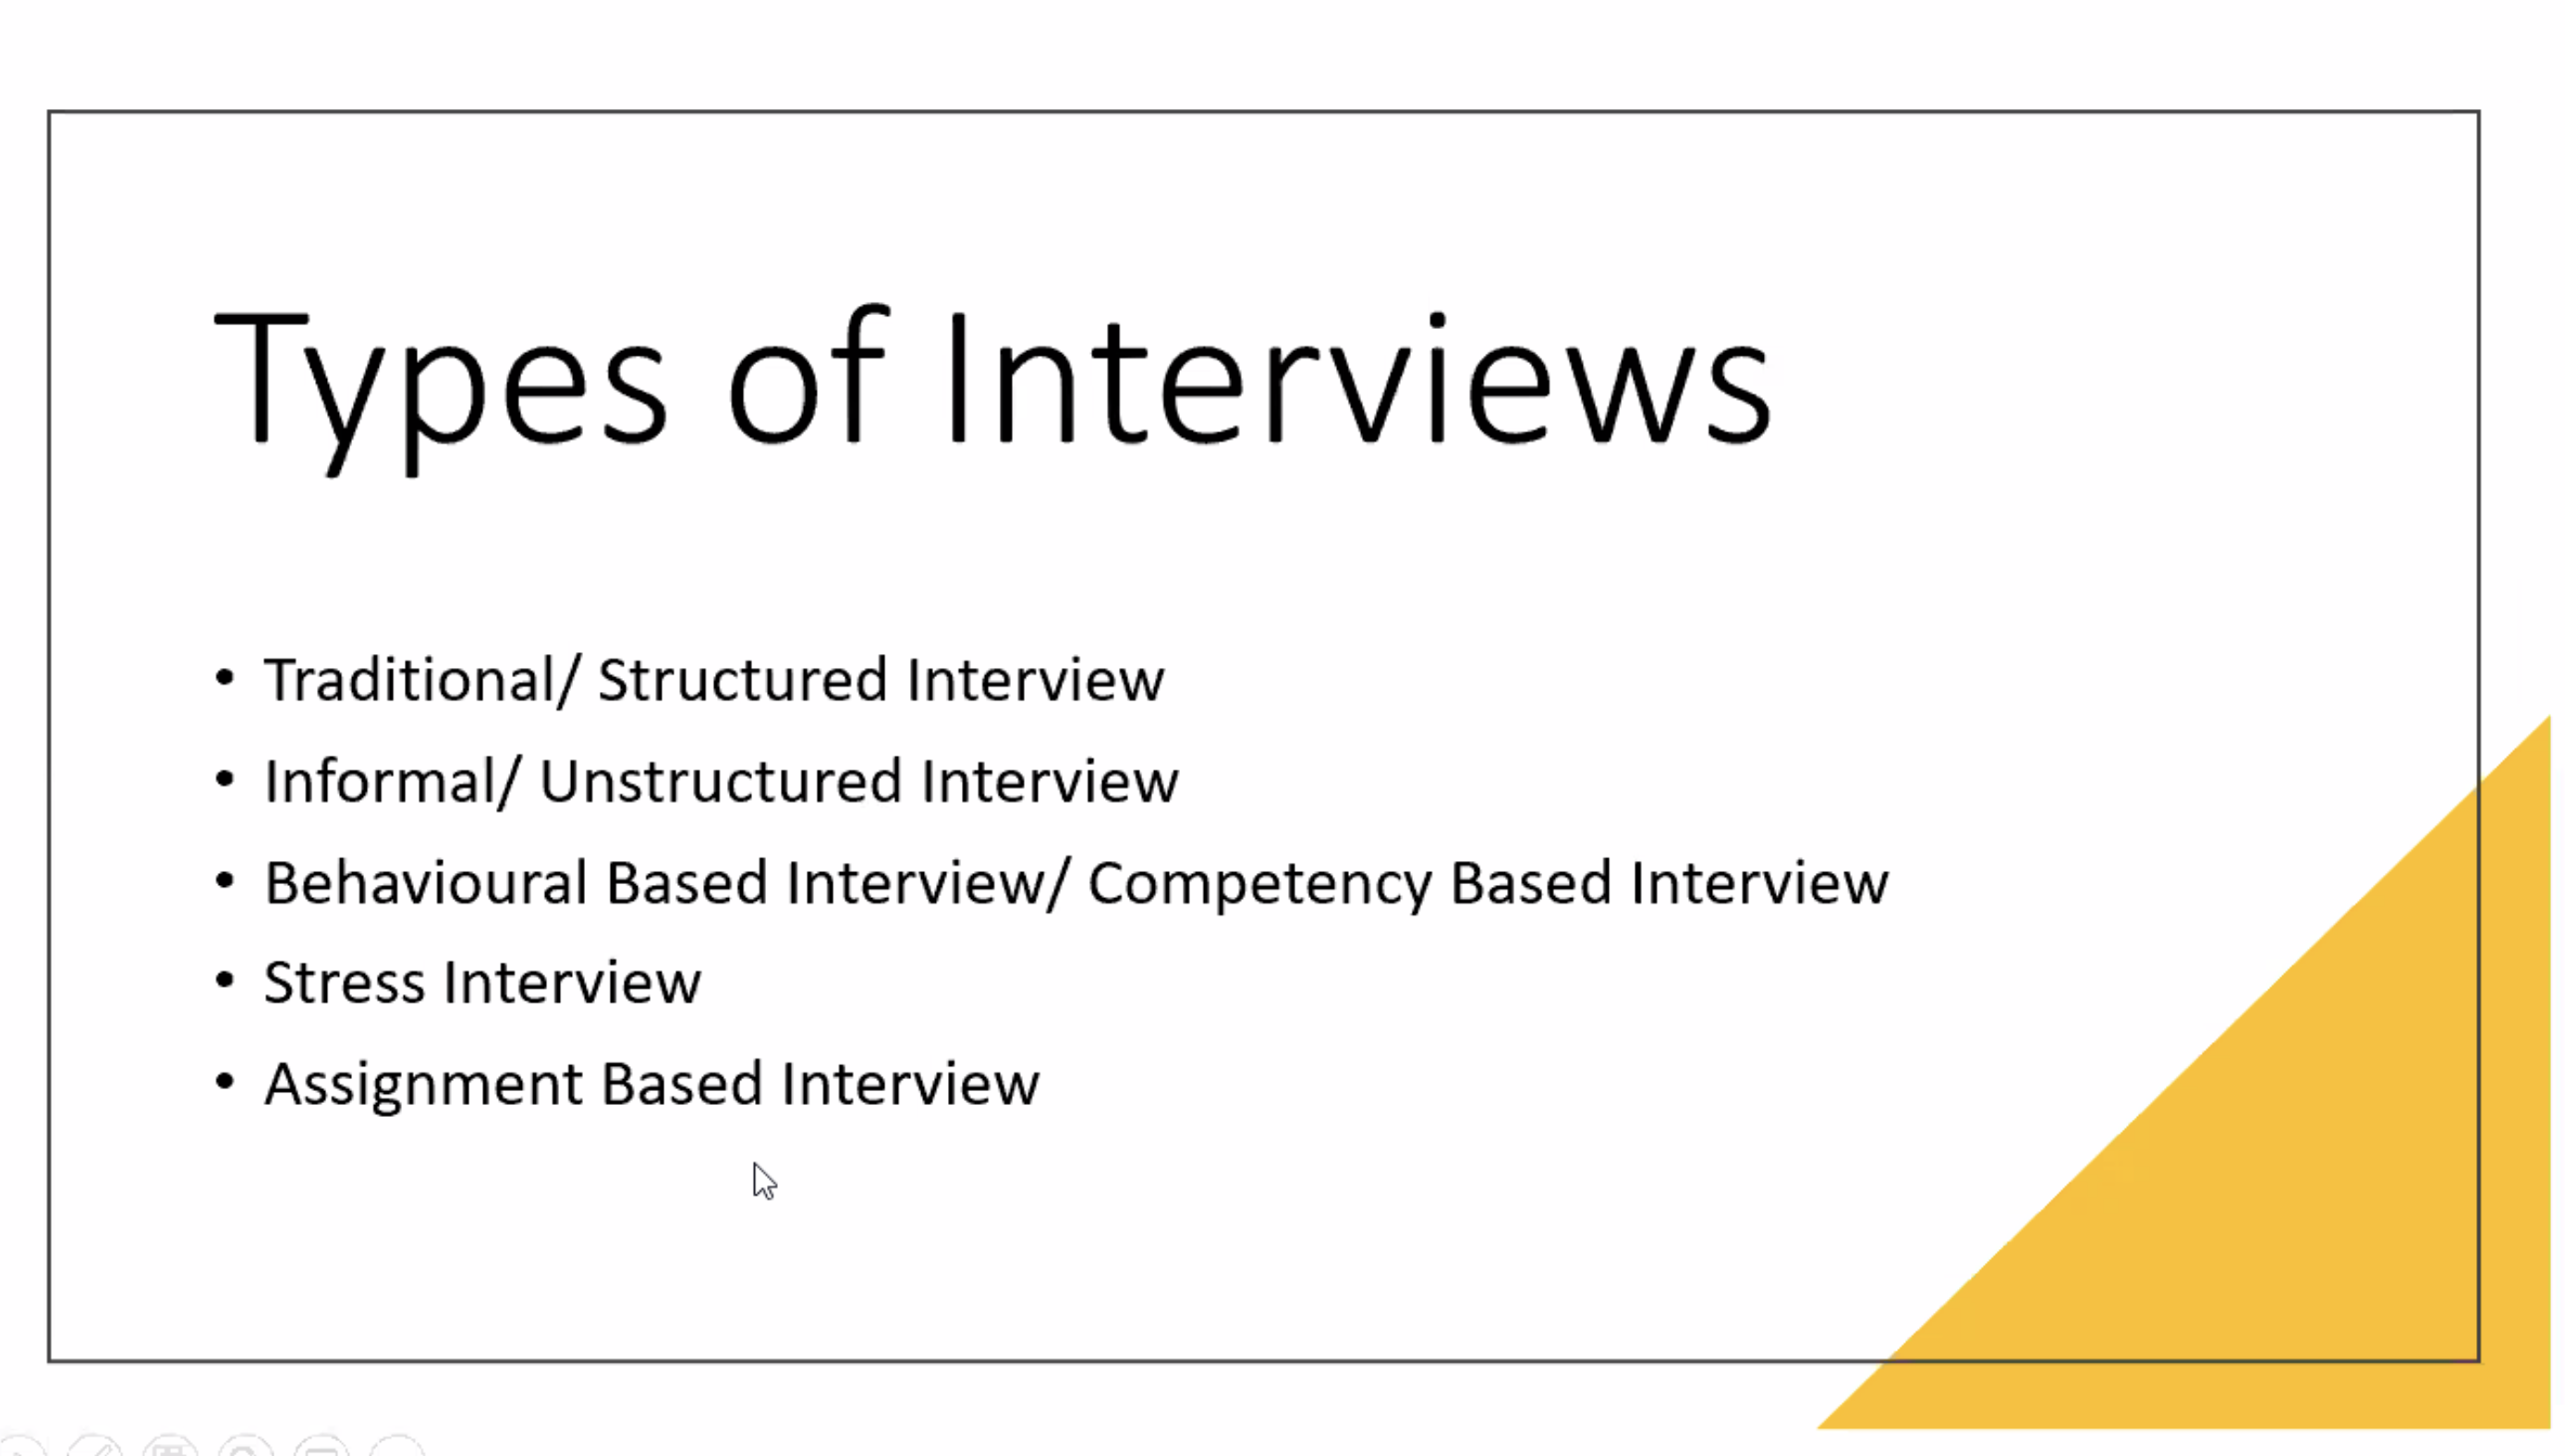 Types of Interviews
• Traditional/ Structured Interview
• Informal/ Unstructured Interview
• Behavioural Based Interview/ Competency Based Interview
• Stress Interview
• Assignment Based Interview